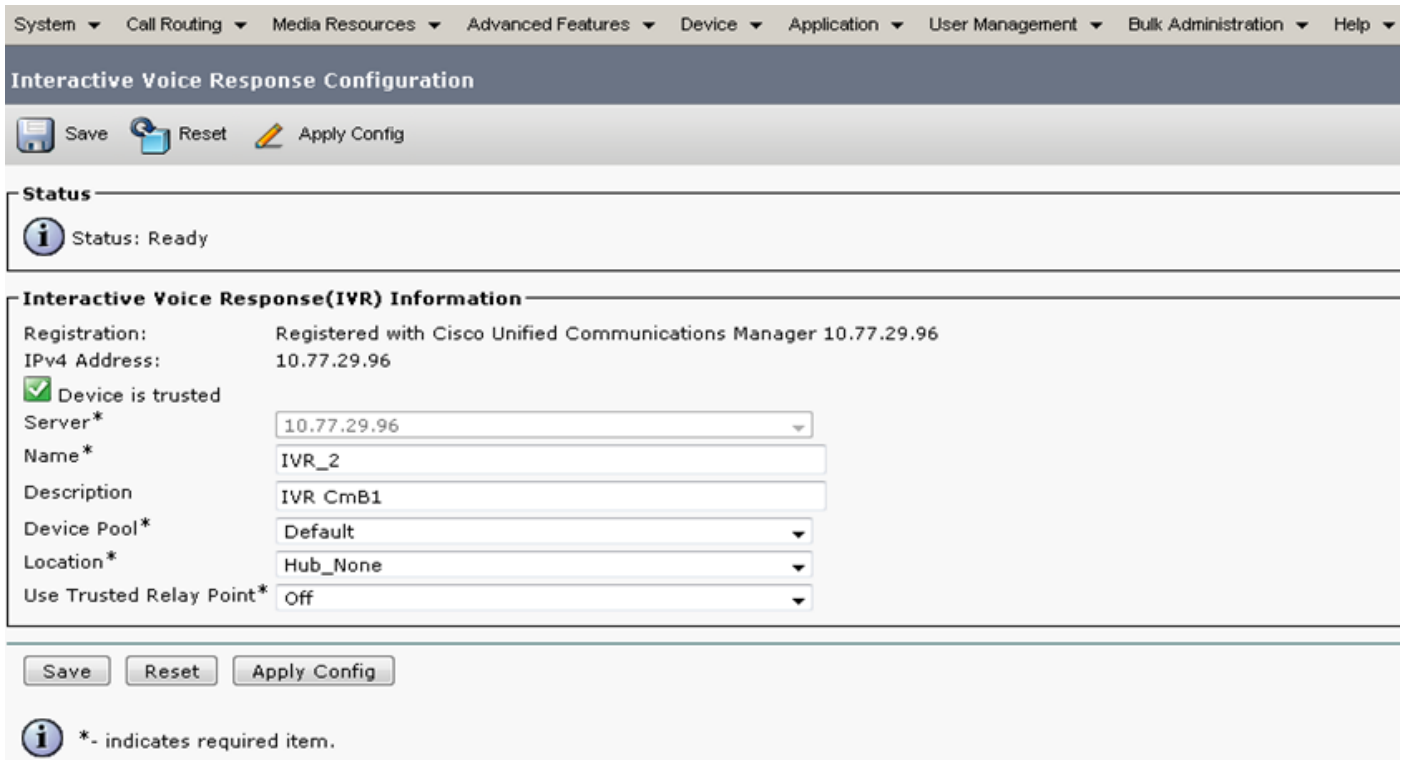 System Call Routing Media Resources Advanced Features Device Application User Management Bulk Administration Help
Interactive Voice Response Configuration
Save Reset Apply Config
Status
Status: Ready
Interactive Voice Response(IVR) Information
Registration: Registered with Cisco Unified Communications Manager 10.77.29.96
IPv4 Address: 10.77.29.96
Device is trusted
Server* 10.77.29.96
Name* IVR_2
Description IVR CmB1
Device Pool* Default
Location* Hub_None
Use Trusted Relay Point* Off
Save Reset Apply Config
*- indicates required item.